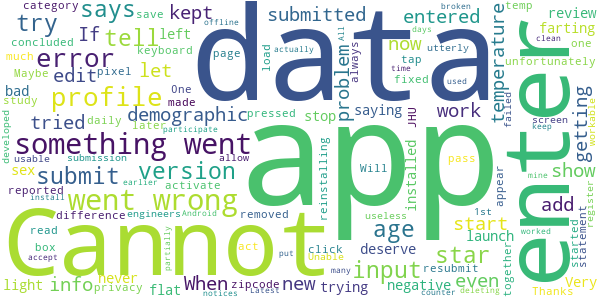 category save offline broken
says kept submitted entered
try If tell left keyboard page load always
concluded
much error
Maybe edit pixel let
bad One
study made
tried daily later
profile demographic pressed stop
problem now tap fixed
All actually days
utterly used
data
temperature
enter
temp review
farting
unfortunately
one
time clean
workable
failed screen
getting
keep
show
saying JHU work
something went
developed
usable submission
sex participate
reported
install
submit version allow
went wrong activate
reinstalling installed
Will
app
pass
appear
mine
add
register
started
statement
worked
difference engineers Android removed earlier
Cannot
age star start
launch together
useless 1st
read box accept
partially
act click deserve resubmit
put Unable many
light info never When zipcode new input even
privacy flat notices Latest trying negative counter deleting
Very
Thanks